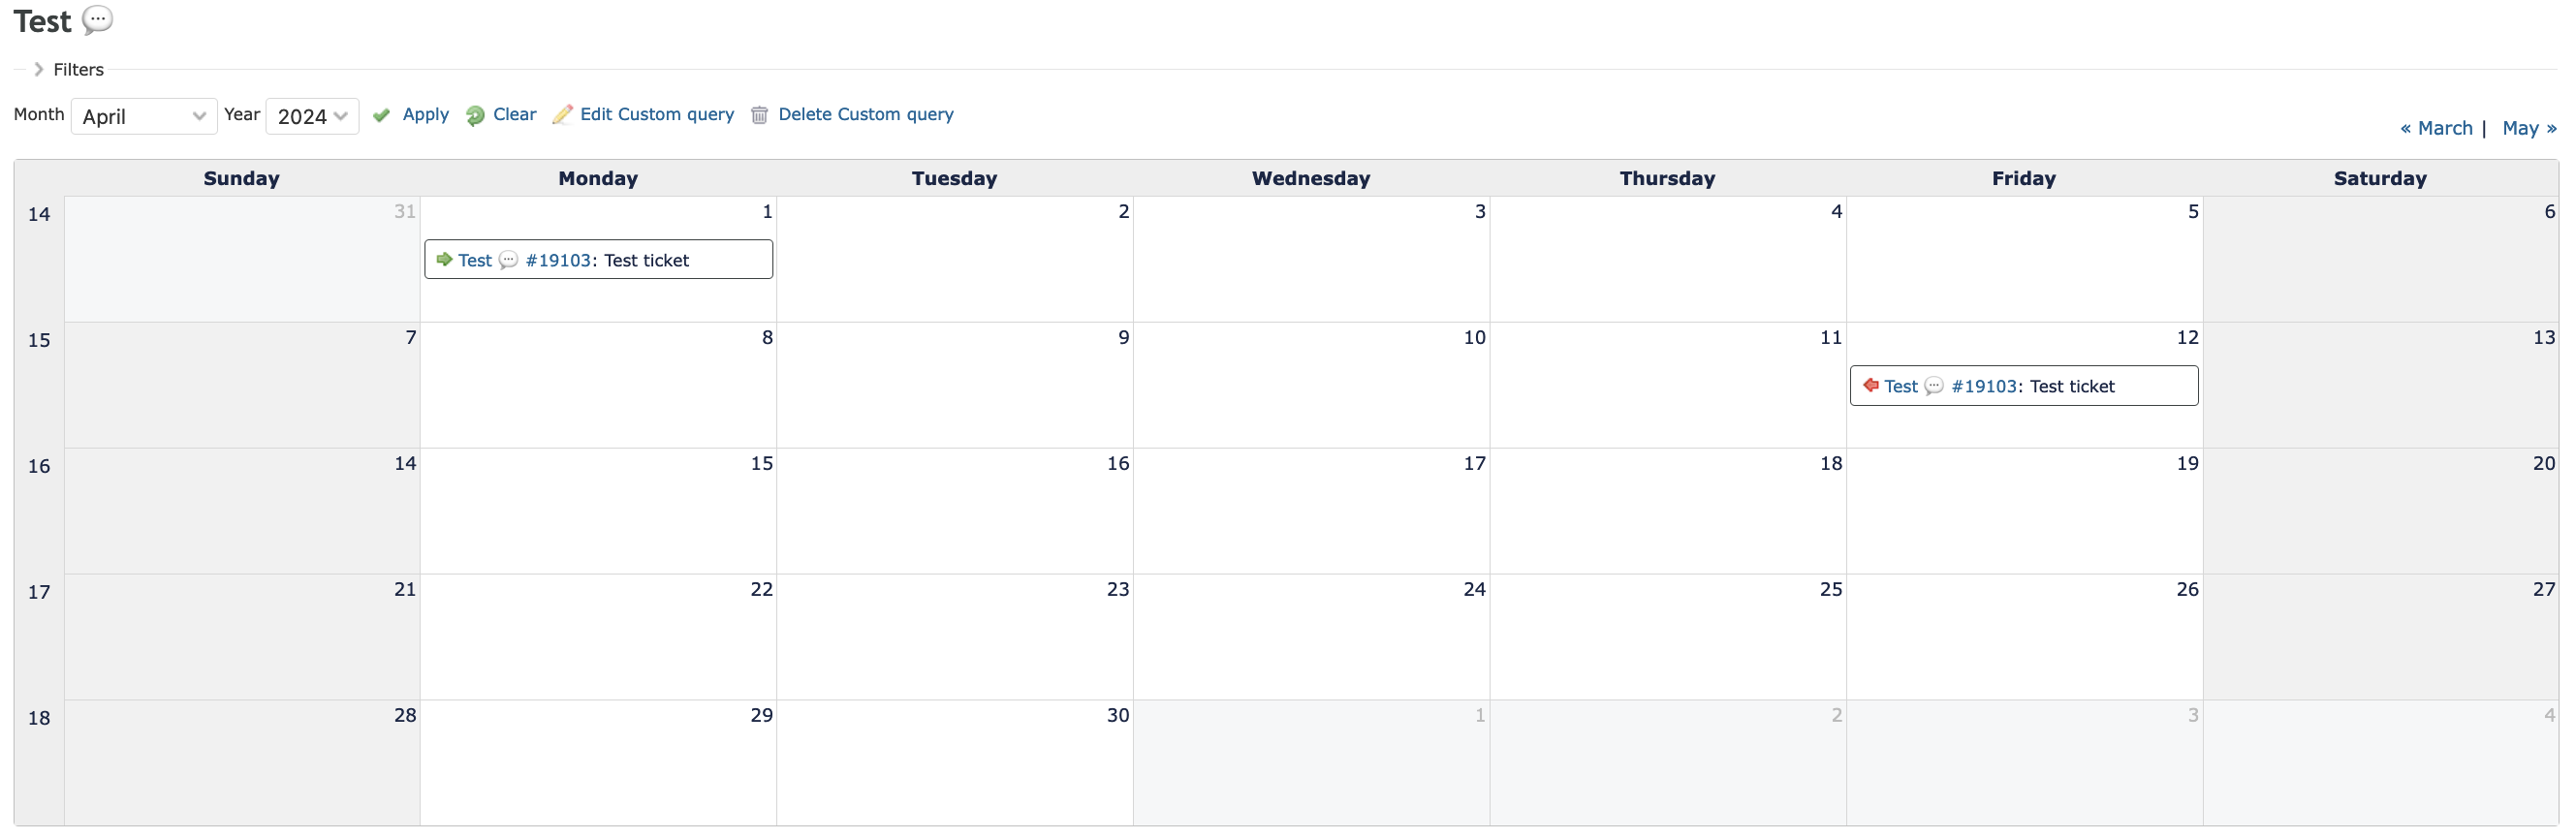 Test 💬
Filters
Month April Year 2024 Apply Clear Edit Custom query Delete Custom query
« March | May »
Sunday Monday Tuesday Wednesday Thursday Friday Saturday
14 31 1 2 3 4 5 6
Test 💬 #19103: Test ticket
15 7 8 9 10 11 12 13
Test 💬 #19103: Test ticket
16 14 15 16 17 18 19 20
17 21 22 23 24 25 26 27
18 28 29 30 1 2 3 4